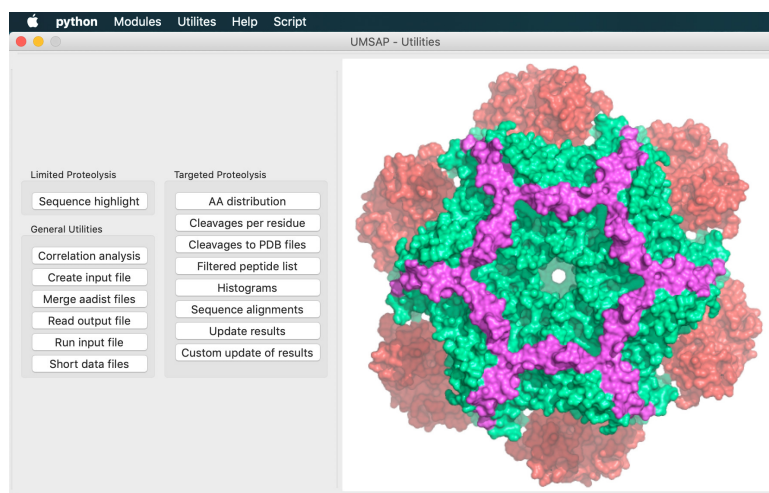 python Modules Utilites Help Script
UMSAP - Utilities
Limited Proteolysis
Sequence highlight
General Utilities
Correlation analysis
Create input file
Merge aadist files
Read output file
Run input file
Short data files
Targeted Proteolysis
AA distribution
Cleavages per residue
Cleavages to PDB files
Filtered peptide list
Histograms
Sequence alignments
Update results
Custom update of results